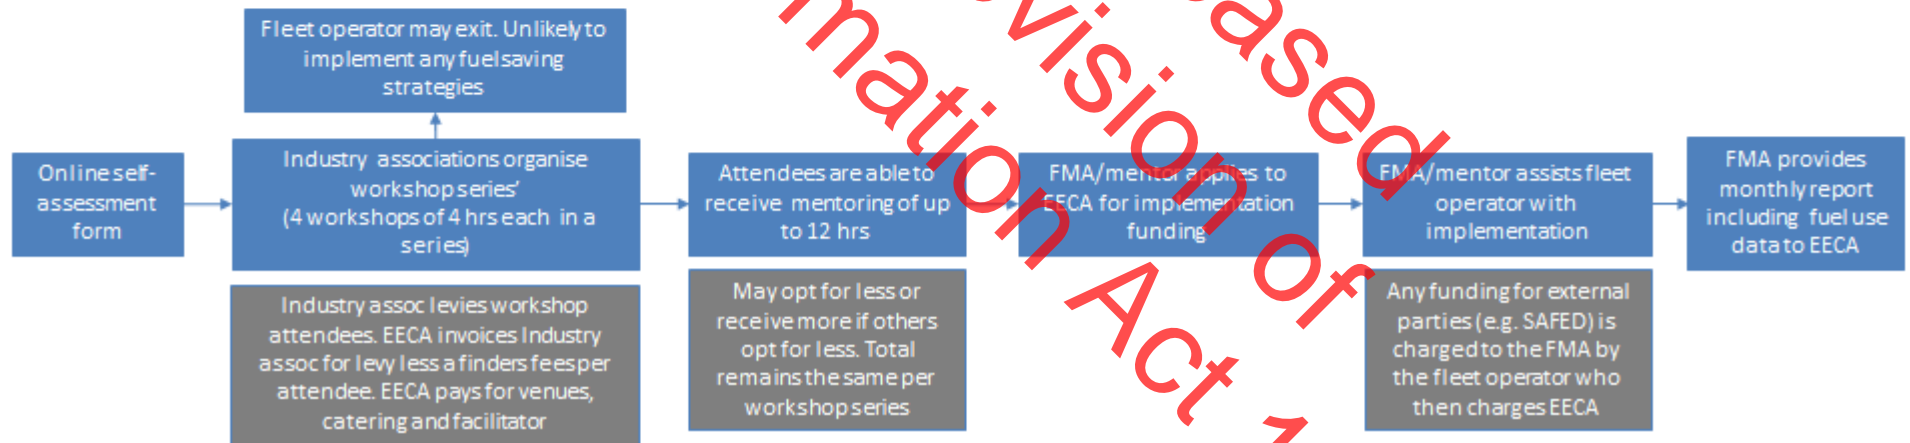 Fleet operator may exit. Unlikely to
implement any fuel saving
strategies
Online self-
assessment
form
Industry associations organise
workshop series'
(4 workshops of 4 hrs each in a
series)
Attendees are able to
receive mentoring of up
to 12 hrs
FMA/mentor applies to
EECA for implementation
funding
FMA/mentor assists fleet
operator with
implementation
FMA provides
monthly report
including fuel use
data to EECA
Industry assoc levies workshop
attendees. EECA invoices Industry
assoc for levy less a finders fees per
attendee. EECA pays for venues,
catering and facilitator
May opt for less or
receive more if others
opt for less. Total
remains the same per
workshop series
Any funding for external
parties (e.g. SAFED) is
charged to the FMA by
the fleet operator who
then charges EECA
of
Act